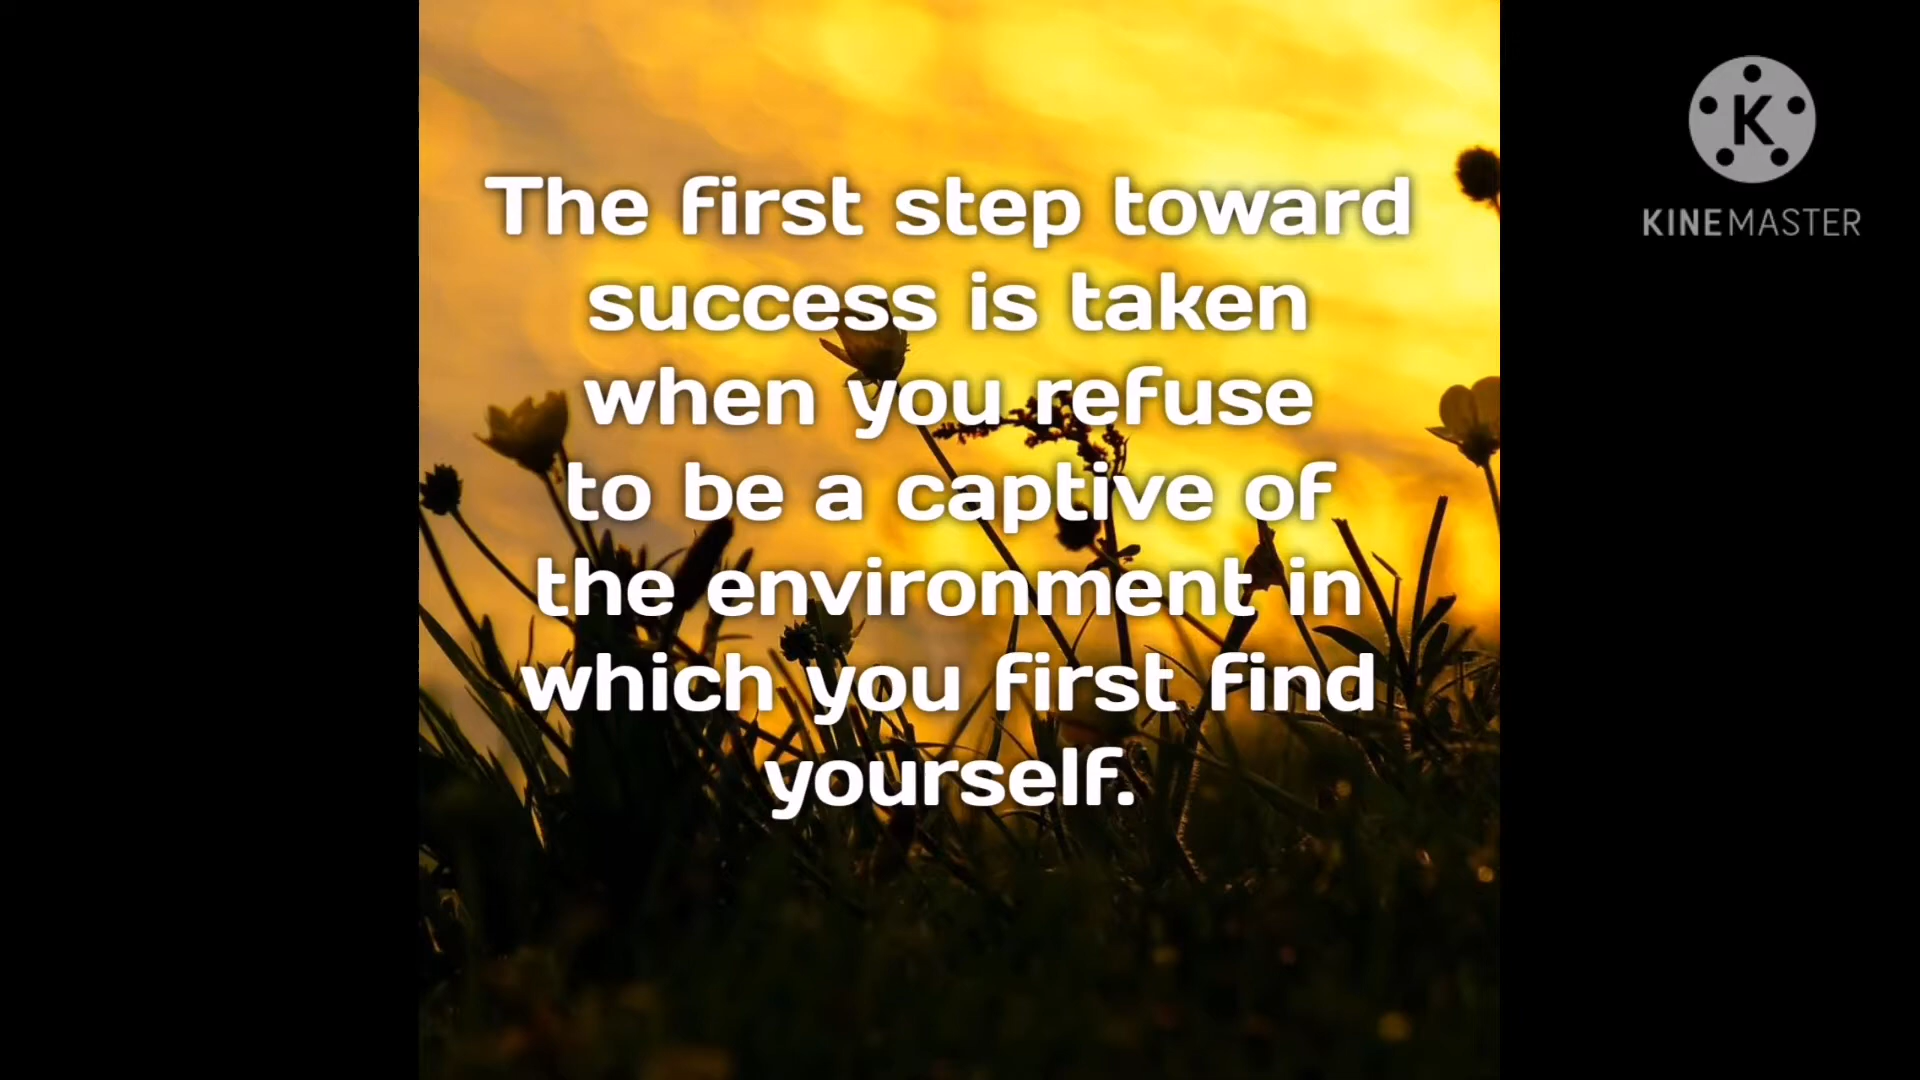 The first step toward
success is taken
when you refuse
to be a captive of
the environment in
which you first find
yourself.
K
KINEMASTER